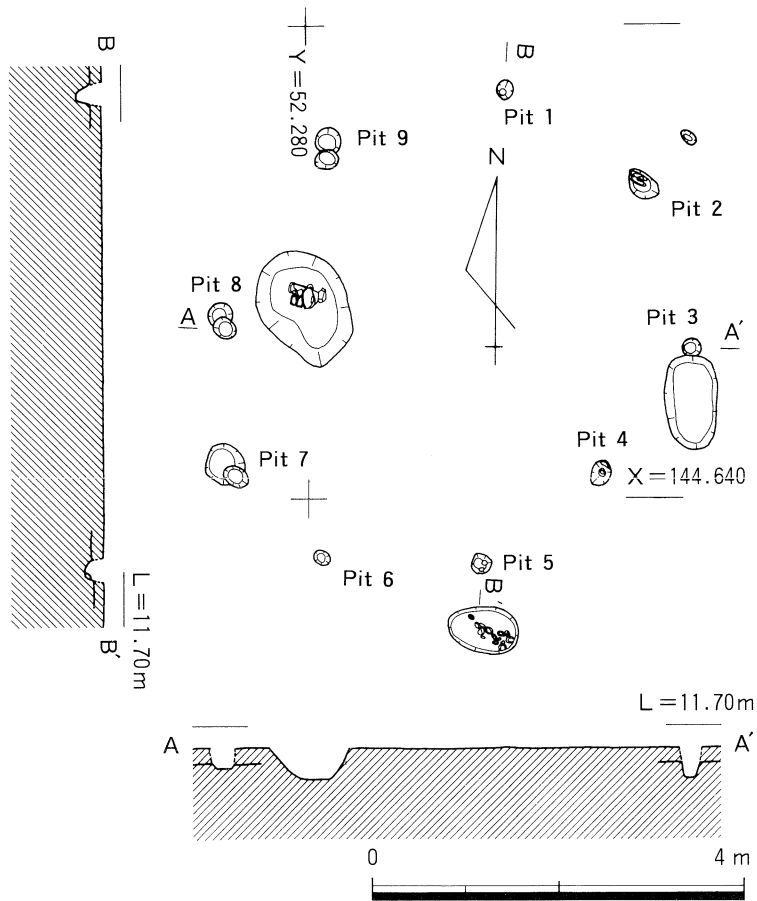 B
B
Y=52.280
Pit 1
Pit 9
N
Pit 2
Pit 8
A
Pit 3
A′
Pit 4
Pit 7
X=144.640
Pit 5
Pit 6
B′
L=11.70m
B′
L=11.70m
A
A′
0
4 m